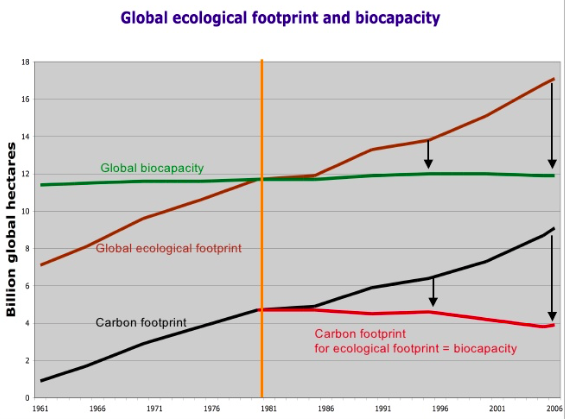 Global ecological footprint and biocapacity
Billion global hectares
18
16
14
12
10
8
6
4
2
0
Global biocapacity
Global ecological footprint
Carbon footprint
Carbon footprint
for ecological footprint = biocapacity
1961
1966
1971
1976
1981
1986
1991
1996
2001
2006